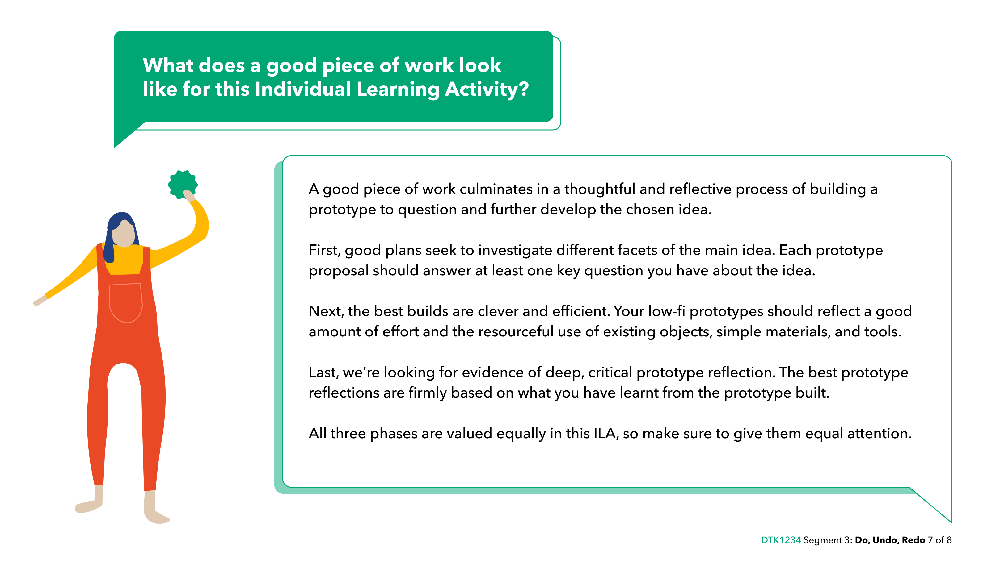 What does a good piece of work look
like for this Individual Learning Activity?
A good piece of work culminates in a thoughtful and reflective process of building a
prototype to question and further develop the chosen idea.
First, good plans seek to investigate different facets of the main idea. Each prototype
proposal should answer at least one key question you have about the idea.
Next, the best builds are clever and efficient. Your low-fi prototypes should reflect a good
amount of effort and the resourceful use of existing objects, simple materials, and tools.
Last, we’re looking for evidence of deep, critical prototype reflection. The best prototype
reflections are firmly based on what you have learnt from the prototype built.
All three phases are valued equally in this ILA, so make sure to give them equal attention.
DTK1234 Segment 3: Do, Undo, Redo 7 of 8